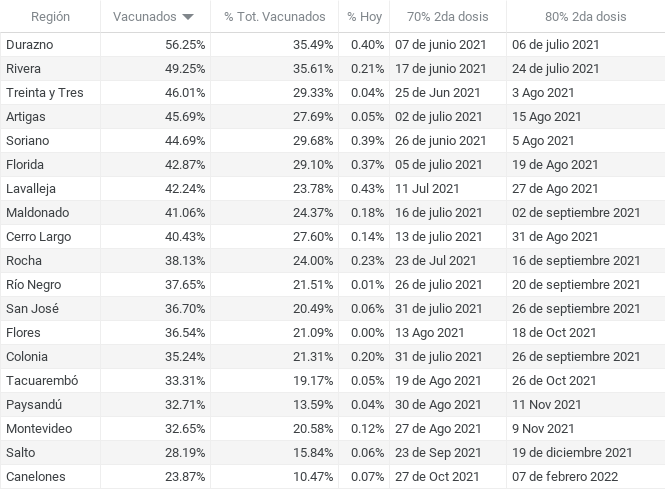 Región Vacunados % Tot. Vacunados % Hoy 70% 2da dosis 80% 2da dosis
Durazno 56.25% 35.49% 0.40% 07 de junio 2021 06 de julio 2021
Rivera 49.25% 35.61% 0.21% 17 de junio 2021 24 de julio 2021
Treinta y Tres 46.01% 29.33% 0.04% 25 de Jun 2021 3 Ago 2021
Artigas 45.69% 27.69% 0.05% 02 de julio 2021 15 Ago 2021
Soriano 44.69% 29.68% 0.39% 26 de junio 2021 5 Ago 2021
Florida 42.87% 29.10% 0.37% 05 de julio 2021 19 de Ago 2021
Lavalleja 42.24% 23.78% 0.43% 11 Jul 2021 27 de Ago 2021
Maldonado 41.06% 24.37% 0.18% 16 de julio 2021 02 de septiembre 2021
Cerro Largo 40.43% 27.60% 0.14% 13 de julio 2021 31 de Ago 2021
Rocha 38.13% 24.00% 0.23% 23 de Jul 2021 16 de septiembre 2021
Río Negro 37.65% 21.51% 0.01% 26 de julio 2021 20 de septiembre 2021
San José 36.70% 20.49% 0.06% 31 de julio 2021 26 de septiembre 2021
Flores 36.54% 21.09% 0.00% 13 Ago 2021 18 de Oct 2021
Colonia 35.24% 21.31% 0.20% 31 de julio 2021 26 de septiembre 2021
Tacuarembó 33.31% 19.17% 0.05% 19 de Ago 2021 26 de Oct 2021
Paysandú 32.71% 13.59% 0.04% 30 de Ago 2021 11 Nov 2021
Montevideo 32.65% 20.58% 0.12% 27 de Ago 2021 9 Nov 2021
Salto 28.19% 15.84% 0.06% 23 de Sep 2021 19 de diciembre 2021
Canelones 23.87% 10.47% 0.07% 27 de Oct 2021 07 de febrero 2022